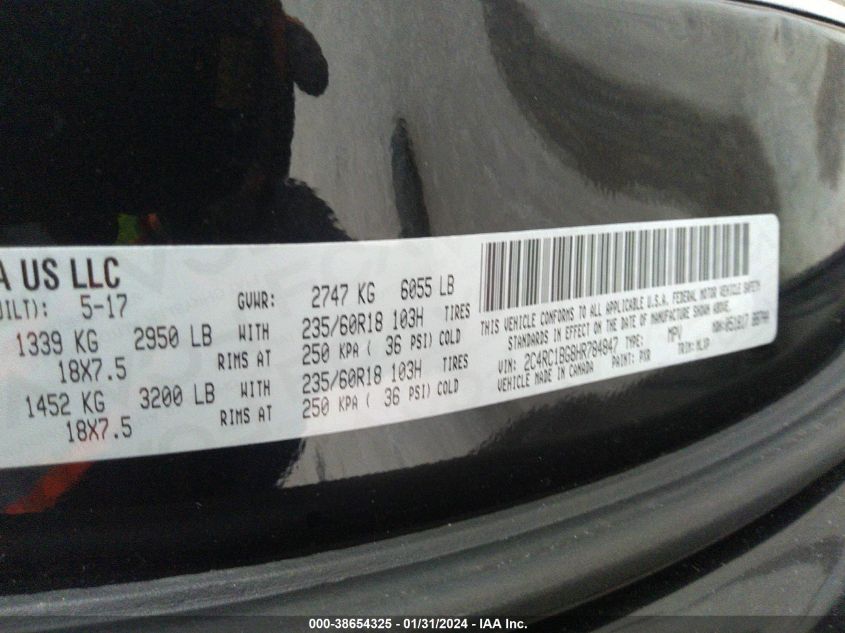 A US LLC
UILT): 5-17 GVWR: 2747 KG 6055 LB
1339 KG 2950 LB WITH 235/60R18 103H TIRES
18X7.5 RIMS AT 250 KPA ( 36 PSI) COLD
1452 KG 3200 LB WITH 235/60R18 103H TIRES
18X7.5 RIMS AT 250 KPA ( 36 PSI) COLD
THIS VEHICLE CONFORMS TO ALL APPLICABLE U.S.A. FEDERAL MOTOR VEHICLE SAFETY
STANDARDS IN EFFECT ON THE DATE OF MANUFACTURE SHOWN ABOVE.
VIN: 2C4RC1BG8HR784847 TYPE: MPV
VEHICLE MADE IN CANADA PAINT: PXR TRIM:
000-38654325 - 01/31/2024 - IAA Inc.